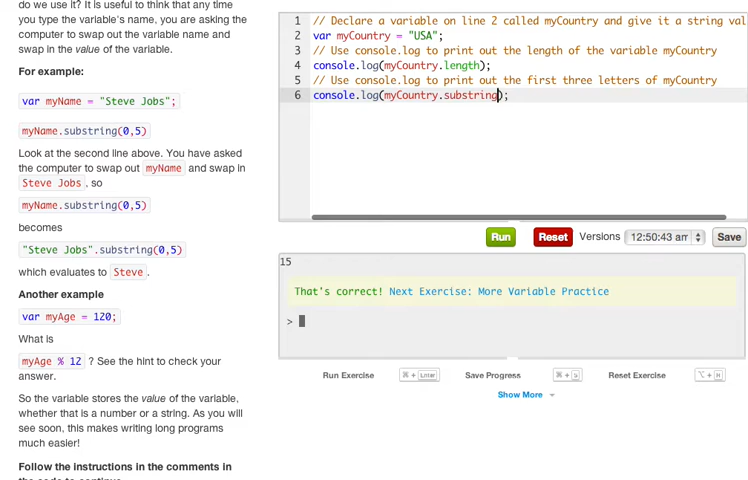 do we use it? It is useful to think that any time
you type the variable's name, you are asking the
computer to swap out the variable name and
swap in the value of the variable.
For example:
var myName = "Steve Jobs";
myName.substring(0,5)
Look at the second line above. You have asked
the computer to swap out myName and swap in
Steve Jobs, so
myName.substring(0,5)
becomes
"Steve Jobs".substring(0,5)
which evaluates to Steve.
Another example
var myAge = 120;
What is
myAge % 12 ? See the hint to check your
answer.
So the variable stores the value of the variable,
whether that is a number or a string. As you will
see soon, this makes writing long programs
much easier!
Follow the instructions in the comments in
the code to continue
1 // Declare a variable on line 2 called myCountry and give it a string val
2 var myCountry = "USA";
3 // Use console.log to print out the length of the variable myCountry
4 console.log(myCountry.length);
5 // Use console.log to print out the first three letters of myCountry
6 console.log(myCountry.substring);
Run Reset Versions 12:50:43 am Save
15
That's correct! Next Exercise: More Variable Practice
>
Run Exercise ⌘ + Enter Save Progress ⌘ + S Reset Exercise ⌥ + R
Show More